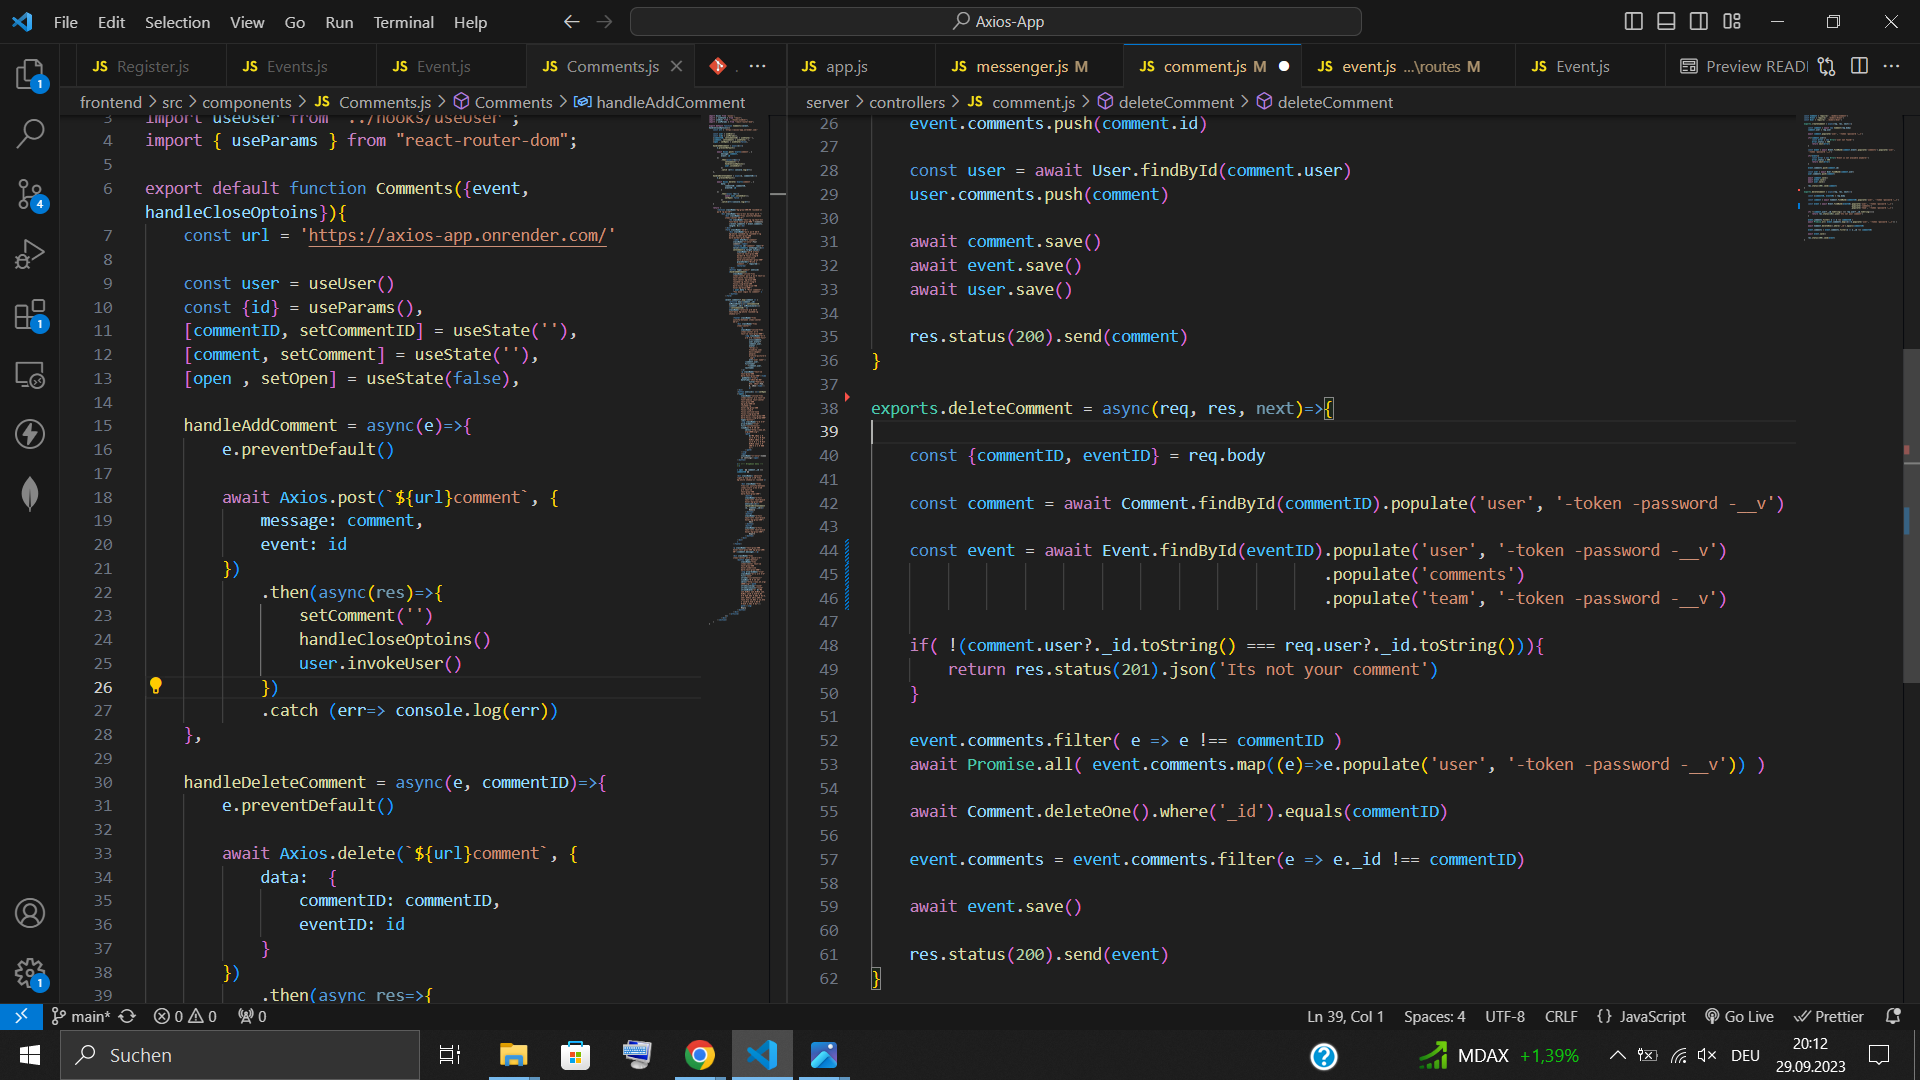 File Edit Selection View Go Run Terminal Help
Axios-App
JS Register.js
JS Events.js
JS Event.js
JS Comments.js
JS app.js
JS messenger.js M
JS comment.js M
JS event.js ...\routes M
JS Event.js
Preview READ
frontend > src > components > JS Comments.js > Comments > handleAddComment
3 import useUser from "../hooks/useUser";
4 import { useParams } from "react-router-dom";
5
6 export default function Comments({event,
handleCloseOptoins}){
7 const url = 'https://axios-app.onrender.com/'
8
9 const user = useUser()
10 const {id} = useParams(),
11 [commentID, setCommentID] = useState(''),
12 [comment, setComment] = useState(''),
13 [open , setOpen] = useState(false),
14
15 handleAddComment = async(e)=>{
16 e.preventDefault()
17
18 await Axios.post(`${url}comment`, {
19 message: comment,
20 event: id
21 })
22 .then(async(res)=>{
23 setComment('')
24 handleCloseOptoins()
25 user.invokeUser()
26 })
27 .catch (err=> console.log(err))
28 },
29
30 handleDeleteComment = async(e, commentID)=>{
31 e.preventDefault()
32
33 await Axios.delete(`${url}comment`, {
34 data:  {
35 commentID: commentID,
36 eventID: id
37 }
38 })
39 .then(async res=>{
server > controllers > JS comment.js > deleteComment > deleteComment
26 event.comments.push(comment.id)
27
28 const user = await User.findById(comment.user)
29 user.comments.push(comment)
30
31 await comment.save()
32 await event.save()
33 await user.save()
34
35 res.status(200).send(comment)
36 }
37
38 exports.deleteComment = async(req, res, next)=>{
39
40 const {commentID, eventID} = req.body
41
42 const comment = await Comment.findById(commentID).populate('user', '-token -password -__v')
43
44 const event = await Event.findById(eventID).populate('user', '-token -password -__v')
45 .populate('comments')
46 .populate('team', '-token -password -__v')
47
48 if( !(comment.user?._id.toString() === req.user?._id.toString())){
49 return res.status(201).json('Its not your comment')
50 }
51
52 event.comments.filter( e => e !== commentID )
53 await Promise.all( event.comments.map((e)=>e.populate('user', '-token -password -__v')) )
54
55 await Comment.deleteOne().where('_id').equals(commentID)
56
57 event.comments = event.comments.filter(e => e._id !== commentID)
58
59 await event.save()
60
61 res.status(200).send(event)
62 }
1
4
1
1
main* 0 0 0
Ln 39, Col 1 Spaces: 4 UTF-8 CRLF {} JavaScript Go Live Prettier
Suchen
MDAX +1,39%
DEU
20:12
29.09.2023